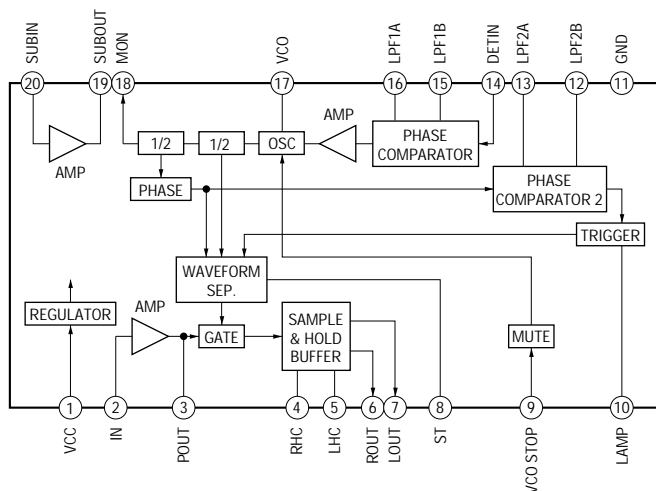 SUBIN
SUBOUT
MON
VCO
LPF1A
LPF1B
DETIN
LPF2A
LPF2B
GND
20
19
18
17
16
15
14
13
12
11
AMP
1/2
1/2
OSC
AMP
PHASE
COMPARATOR
PHASE
PHASE
COMPARATOR 2
TRIGGER
WAVEFORM
SEP.
REGULATOR
AMP
GATE
SAMPLE
& HOLD
BUFFER
MUTE
1
2
3
4
5
6
7
8
9
10
VCC
IN
POUT
RHC
LHC
ROUT
LOUT
ST
VCO STOP
LAMP